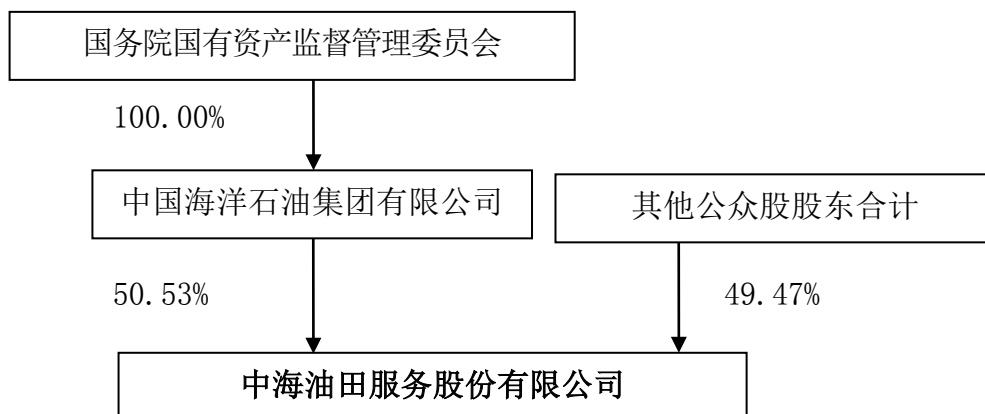 国务院国有资产监督管理委员会
100.00%
中国海洋石油集团有限公司
其他公众股股东合计
50.53%
49.47%
中海油田服务股份有限公司